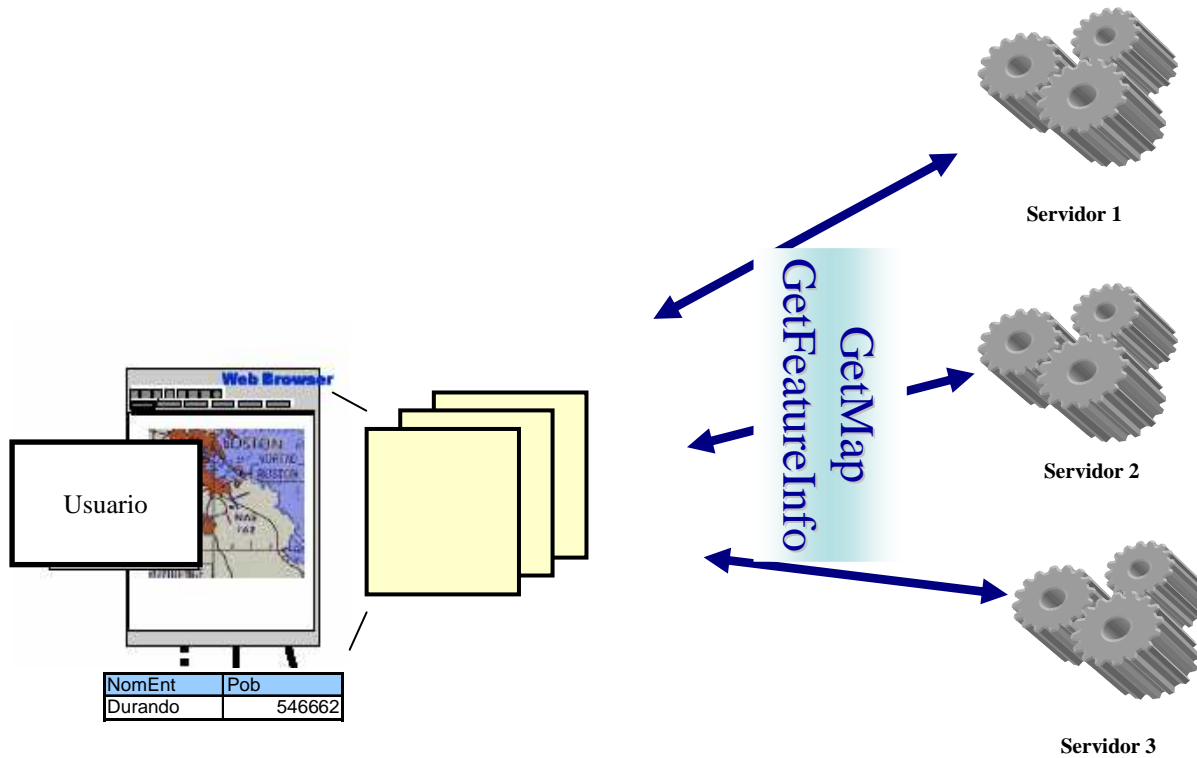 Servidor 1
GetMap
GetFeatureInfo
Web Browser
BOSTON
Usuario
Servidor 2
NomEnt Pob
Durando 546662
Servidor 3